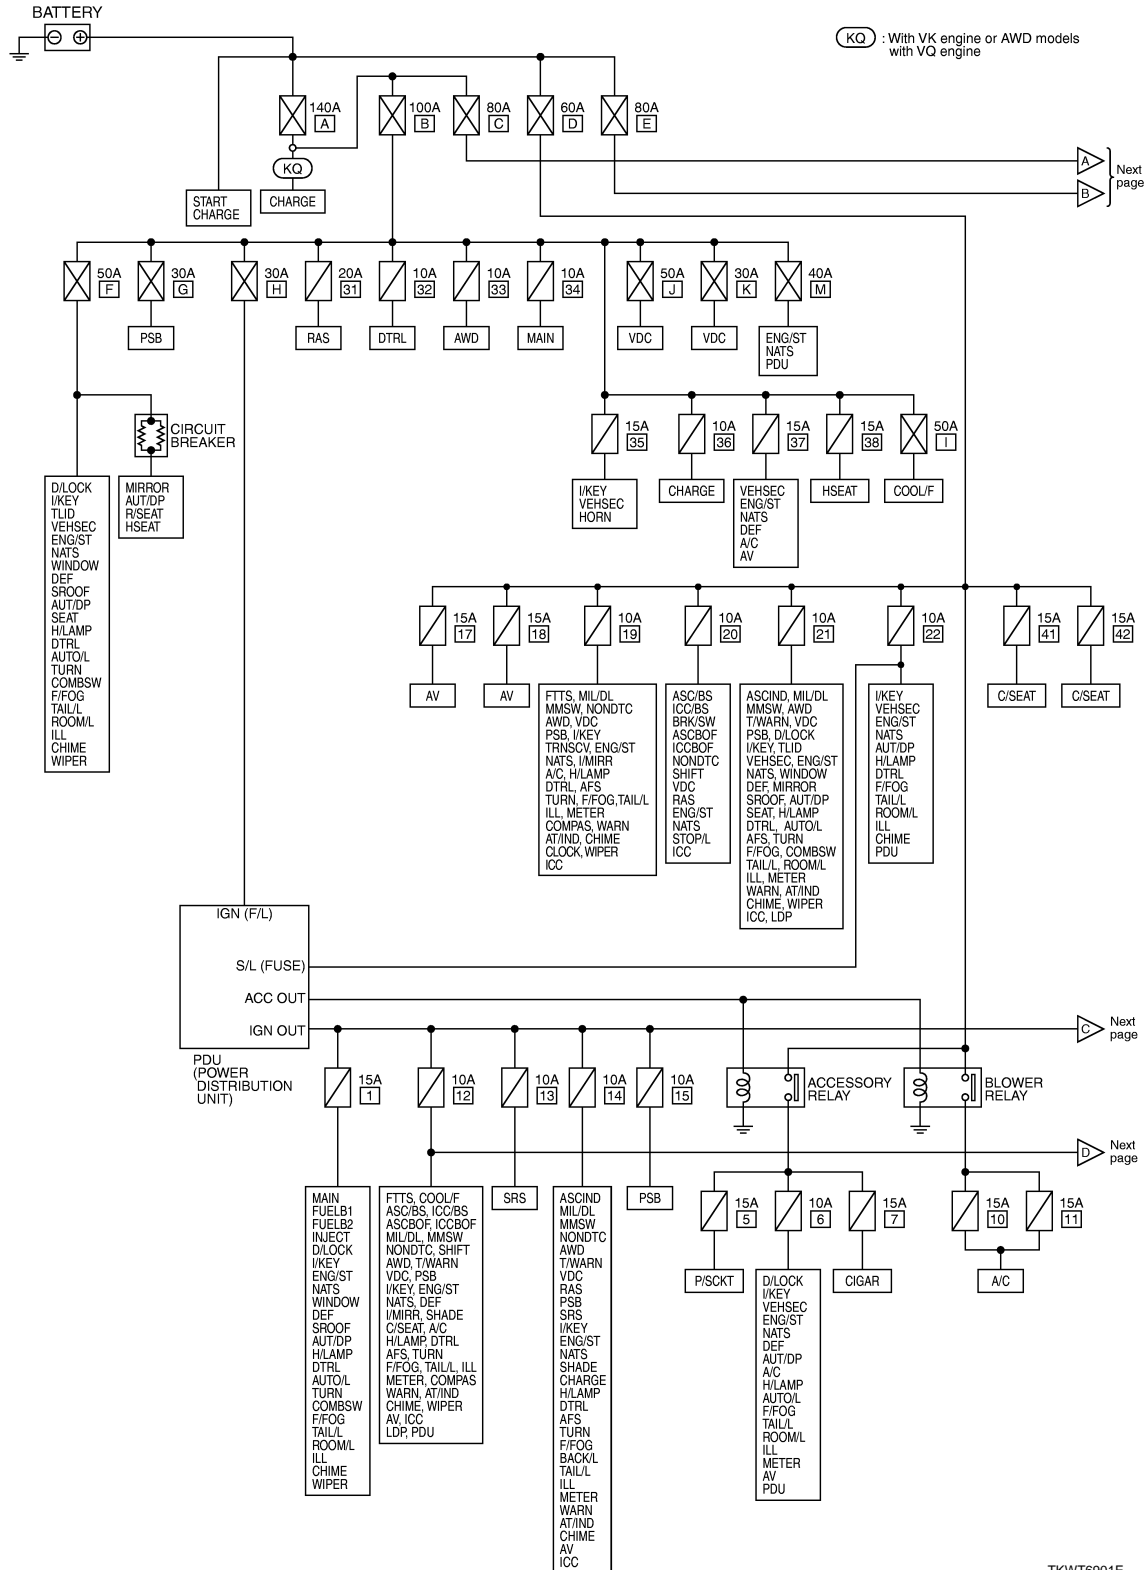 BATTERY
KQ : With VK engine or AWD models
with VQ engine
140A A
100A B
80A C
60A D
80A E
KQ
START
CHARGE
CHARGE
A
B
Next
page
50A F
30A G
30A H
20A 31
10A 32
10A 33
10A 34
50A J
30A K
40A M
PSB
RAS
DTRL
AWD
MAIN
VDC
VDC
ENG/ST
NATS
PDU
CIRCUIT
BREAKER
15A 35
10A 36
15A 37
15A 38
50A I
D/LOCK
I/KEY
TLID
VEHSEC
ENG/ST
NATS
WINDOW
DEF
SROOF
AUT/DP
SEAT
H/LAMP
DTRL
AUTO/L
TURN
COMBSW
F/FOG
TAIL/L
ROOM/L
ILL
CHIME
WIPER
MIRROR
AUT/DP
R/SEAT
HSEAT
I/KEY
VEHSEC
HORN
CHARGE
VEHSEC
ENG/ST
NATS
DEF
A/C
AV
HSEAT
COOL/F
15A 17
15A 18
10A 19
10A 20
10A 21
10A 22
15A 41
15A 42
AV
AV
FTTS, MIL/DL
MMSW, NONDTC
AWD, VDC
PSB, I/KEY
TRNSCV, ENG/ST
NATS, I/MIRR
A/C, H/LAMP
DTRL, AFS
TURN, F/FOG,TAIL/L
ILL, METER
COMPAS, WARN
AT/IND, CHIME
CLOCK, WIPER
ICC
ASC/BS
ICC/BS
BRK/SW
ASCBOF
ICCBOF
NONDTC
SHIFT
VDC
RAS
ENG/ST
NATS
STOP/L
ICC
ASCIND, MIL/DL
MMSW, AWD
T/WARN, VDC
PSB, D/LOCK
I/KEY, TLID
VEHSEC, ENG/ST
NATS, WINDOW
DEF, MIRROR
SROOF, AUT/DP
SEAT, H/LAMP
DTRL, AUTO/L
AFS, TURN
F/FOG, COMBSW
TAIL/L, ROOM/L
ILL, METER
WARN, AT/IND
CHIME, WIPER
ICC, LDP
I/KEY
VEHSEC
ENG/ST
NATS
AUT/DP
H/LAMP
DTRL
F/FOG
TAIL/L
ROOM/L
ILL
CHIME
PDU
C/SEAT
C/SEAT
IGN (F/L)
S/L (FUSE)
ACC OUT
IGN OUT
PDU
(POWER
DISTRIBUTION
UNIT)
C Next
page
15A 1
10A 12
10A 13
10A 14
10A 15
ACCESSORY
RELAY
BLOWER
RELAY
D Next
page
MAIN
FUELB1
FUELB2
INJECT
D/LOCK
I/KEY
ENG/ST
NATS
WINDOW
DEF
SROOF
AUT/DP
H/LAMP
DTRL
AUTO/L
TURN
COMBSW
F/FOG
TAIL/L
ROOM/L
ILL
CHIME
WIPER
FTTS, COOL/F
ASC/BS, ICC/BS
ASCBOF, ICCBOF
MIL/DL, MMSW
NONDTC, SHIFT
AWD, T/WARN
VDC, PSB
I/KEY, ENG/ST
NATS, DEF
I/MIRR, SHADE
C/SEAT, A/C
H/LAMP, DTRL
AFS, TURN
F/FOG, TAIL/L, ILL
METER, COMPAS
WARN, AT/IND
CHIME, WIPER
AV, ICC
LDP, PDU
SRS
ASCIND
MIL/DL
MMSW
NONDTC
AWD
T/WARN
VDC
RAS
PSB
SRS
I/KEY
ENG/ST
NATS
SHADE
CHARGE
H/LAMP
DTRL
AFS
TURN
F/FOG
BACK/L
TAIL/L
ILL
METER
WARN
AT/IND
CHIME
AV
ICC
PSB
15A 5
10A 6
15A 7
15A 10
15A 11
P/SCKT
D/LOCK
I/KEY
VEHSEC
ENG/ST
NATS
DEF
AUT/DP
A/C
H/LAMP
AUTO/L
F/FOG
TAIL/L
ROOM/L
ILL
METER
AV
PDU
CIGAR
A/C